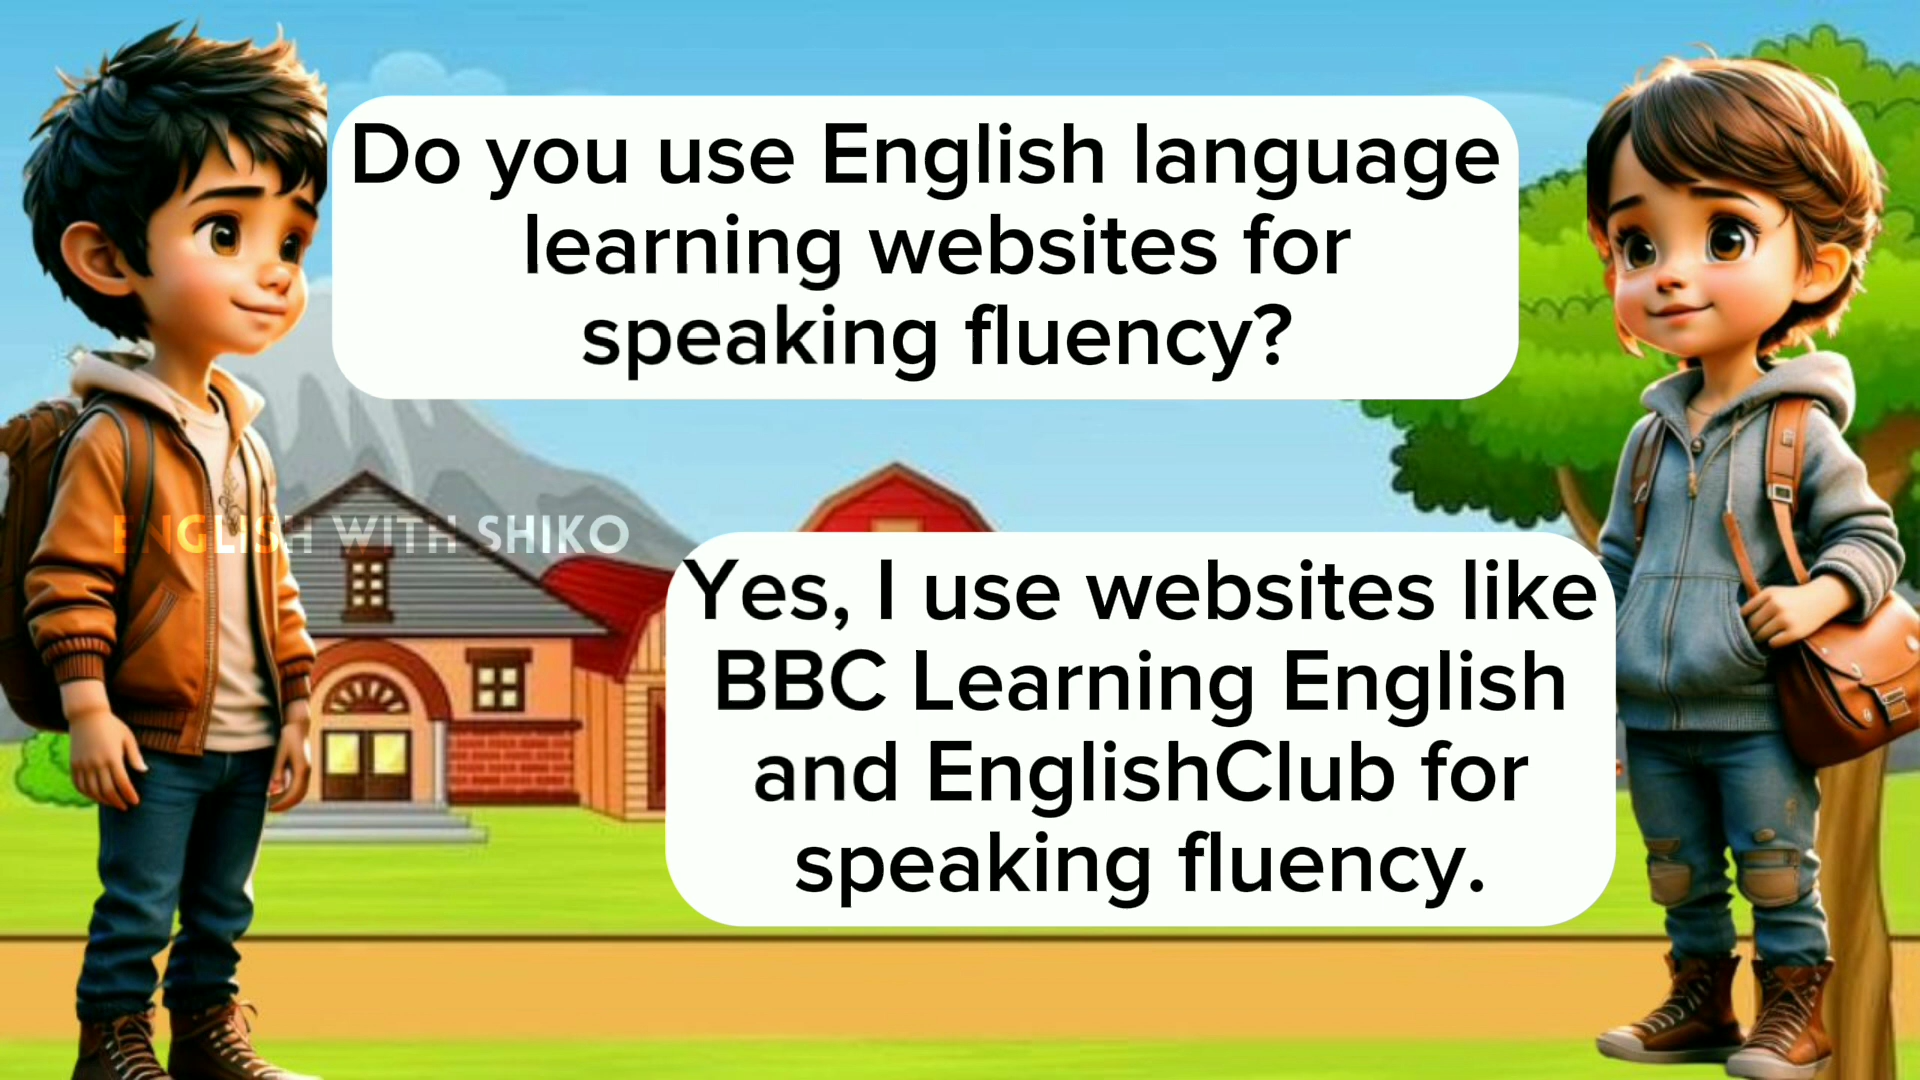 Do you use English language
learning websites for
speaking fluency?
ENGLISH WITH SHIKO
Yes, I use websites like
BBC Learning English
and EnglishClub for
speaking fluency.